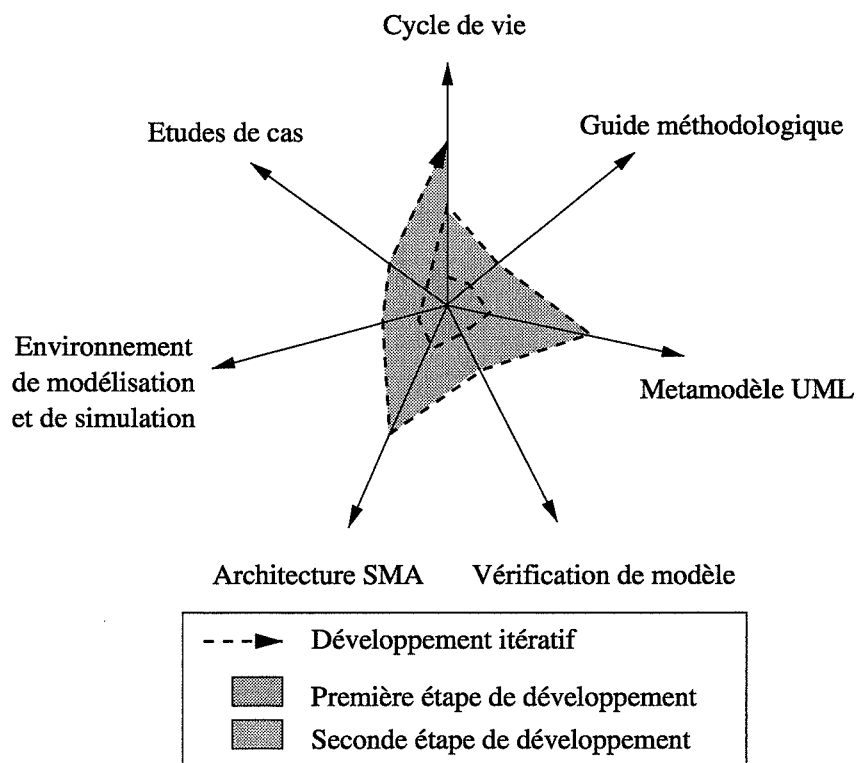 Cycle de vie
Etudes de cas
Guide méthodologique
Environnement
de modélisation
et de simulation
Metamodèle UML
Architecture SMA
Vérification de modèle
Développement itératif
Première étape de développement
Seconde étape de développement